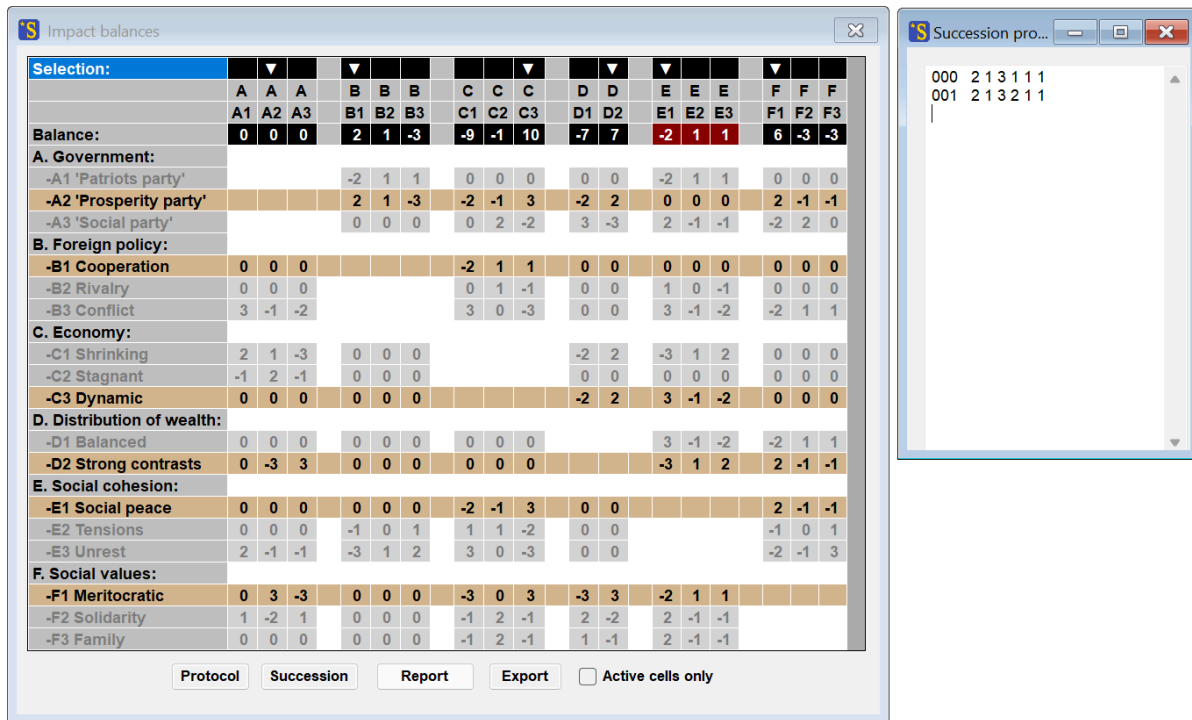 Impact balances
Selection: ▼ ▼ ▼ ▼ ▼ ▼
A A A B B B C C C D D E E E F F F
A1 A2 A3 B1 B2 B3 C1 C2 C3 D1 D2 E1 E2 E3 F1 F2 F3
Balance: 0 0 0 2 1 -3 -9 -1 10 -7 7 -2 1 1 6 -3 -3
A. Government:
-A1 'Patriots party' -2 1 1 0 0 0 0 0 -2 1 1 0 0 0
-A2 'Prosperity party' 2 1 -3 -2 -1 3 -2 2 0 0 0 2 -1 -1
-A3 'Social party' 0 0 0 0 2 -2 3 -3 2 -1 -1 -2 2 0
B. Foreign policy:
-B1 Cooperation 0 0 0 -2 1 1 0 0 0 0 0 0 0 0
-B2 Rivalry 0 0 0 0 1 -1 0 0 1 0 -1 0 0 0
-B3 Conflict 3 -1 -2 3 0 -3 0 0 3 -1 -2 -2 1 1
C. Economy:
-C1 Shrinking 2 1 -3 0 0 0 -2 2 -3 1 2 0 0 0
-C2 Stagnant -1 2 -1 0 0 0 0 0 0 0 0 0 0 0
-C3 Dynamic 0 0 0 0 0 0 -2 2 3 -1 -2 0 0 0
D. Distribution of wealth:
-D1 Balanced 0 0 0 0 0 0 0 0 0 3 -1 -2 -2 1 1
-D2 Strong contrasts 0 -3 3 0 0 0 0 0 0 -3 1 2 2 -1 -1
E. Social cohesion:
-E1 Social peace 0 0 0 0 0 0 -2 -1 3 0 0 2 -1 -1
-E2 Tensions 0 0 0 -1 0 1 1 1 -2 0 0 -1 0 1
-E3 Unrest 2 -1 -1 -3 1 2 3 0 -3 0 0 -2 -1 3
F. Social values:
-F1 Meritocratic 0 3 -3 0 0 0 -3 0 3 -3 3 -2 1 1
-F2 Solidarity 1 -2 1 0 0 0 -1 2 -1 2 -2 2 -1 -1
-F3 Family 0 0 0 0 0 0 -1 2 -1 1 -1 2 -1 -1
Protocol Succession Report Export Active cells only
Succession pro...
000 2 1 3 1 1 1
001 2 1 3 2 1 1